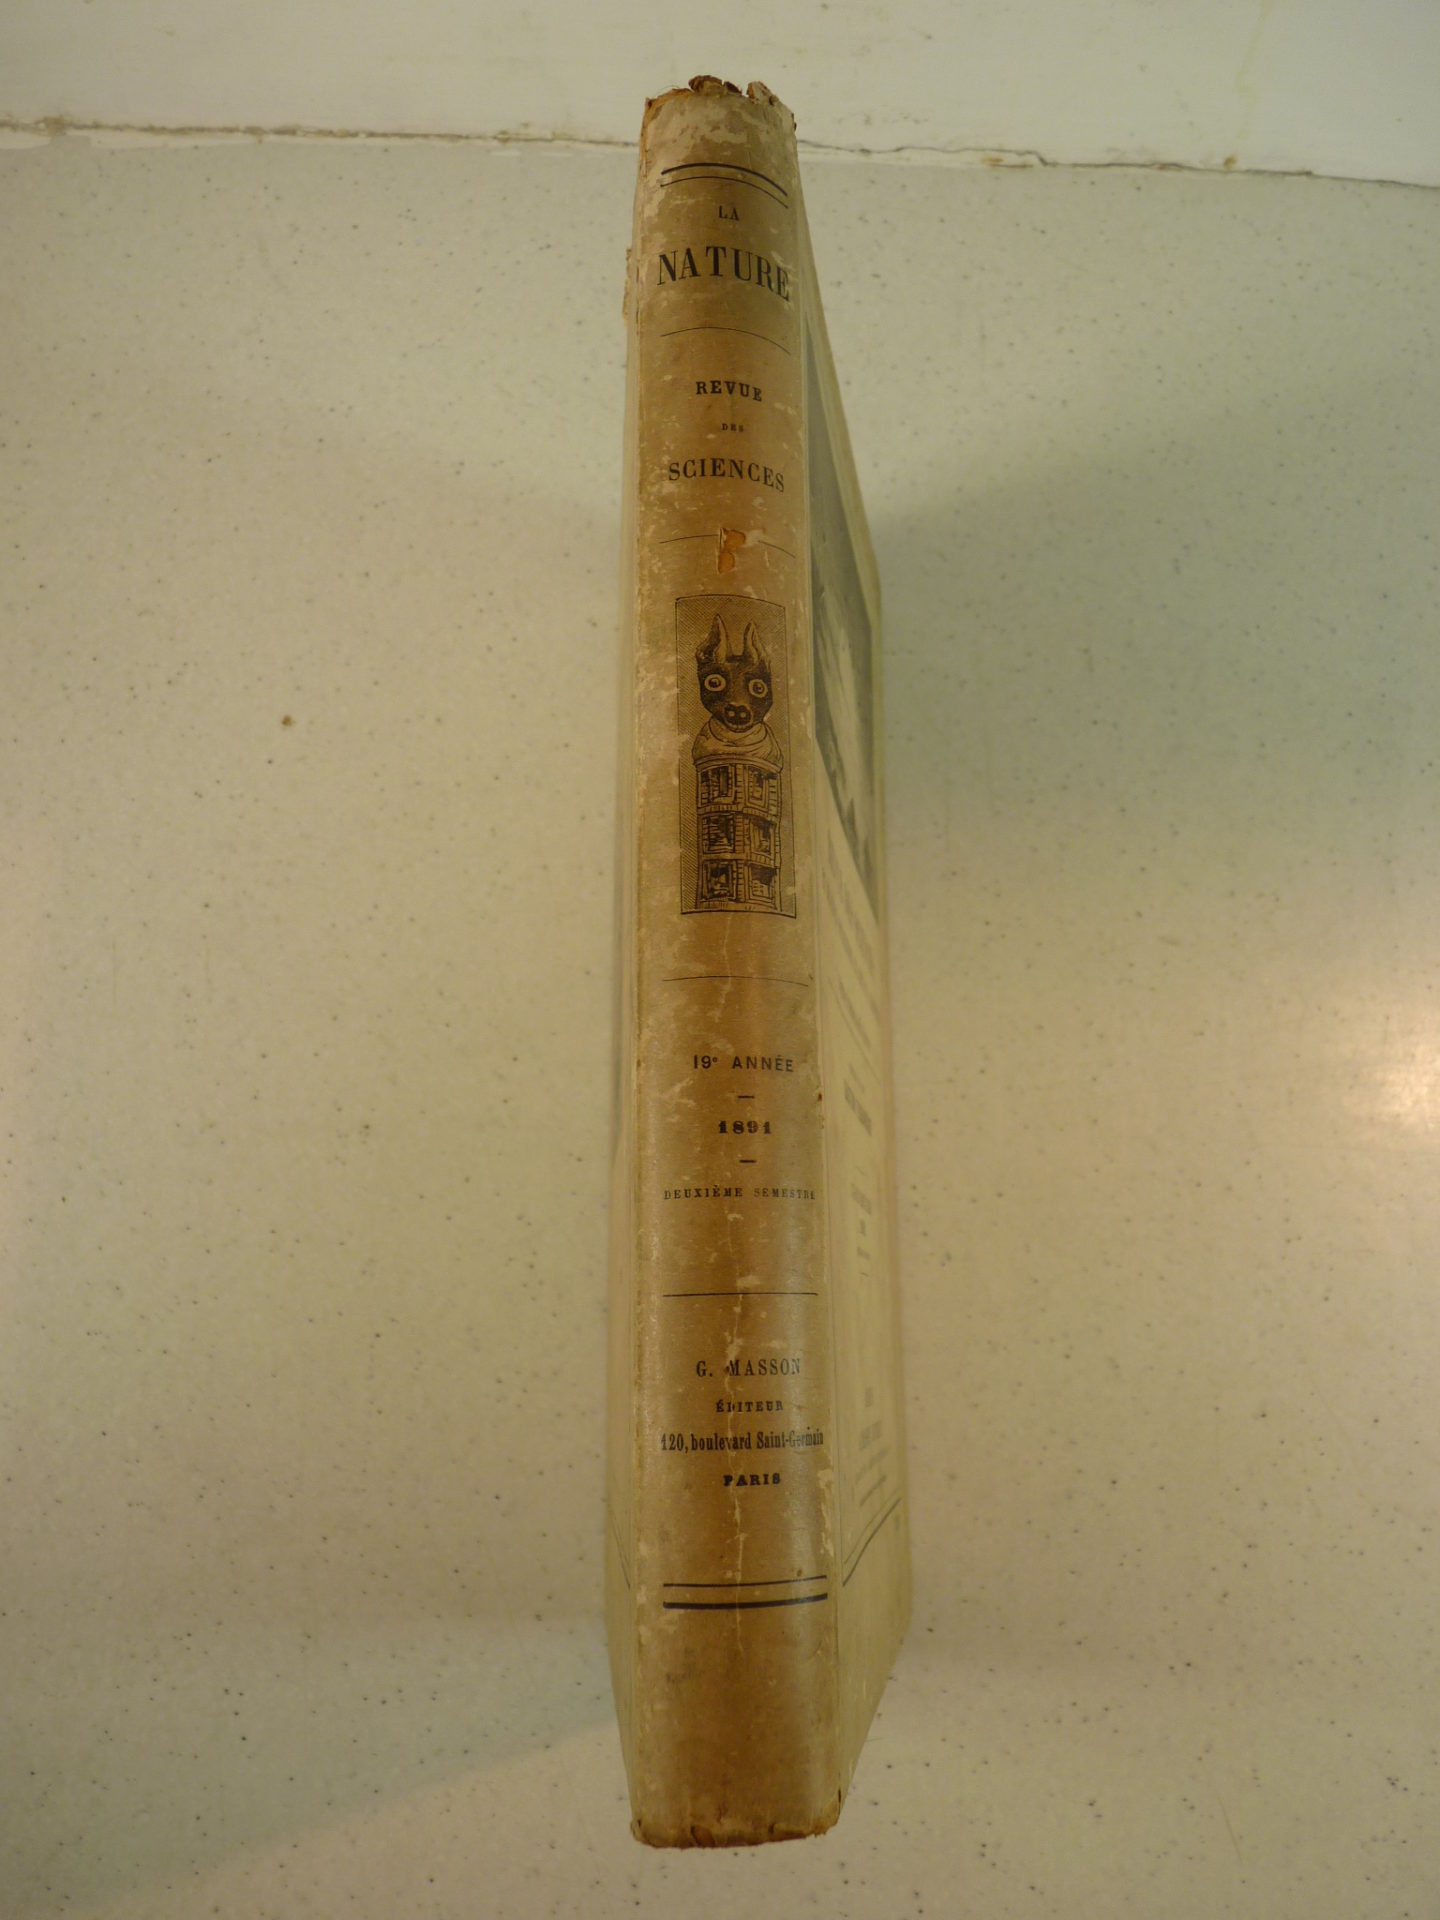 LA
NATURE
REVUE
DES
SCIENCES
19e ANNÉE
1891
DEUXIÈME SEMESTRE
G. MASSON
ÉDITEUR
120, boulevard Saint-Germain
PARIS